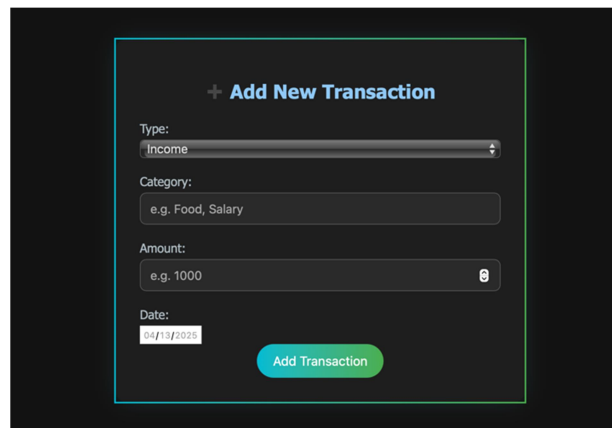 ➕ Add New Transaction
Type:
Income
Category:
e.g. Food, Salary
Amount:
e.g. 1000
Date:
04/13/2025
Add Transaction